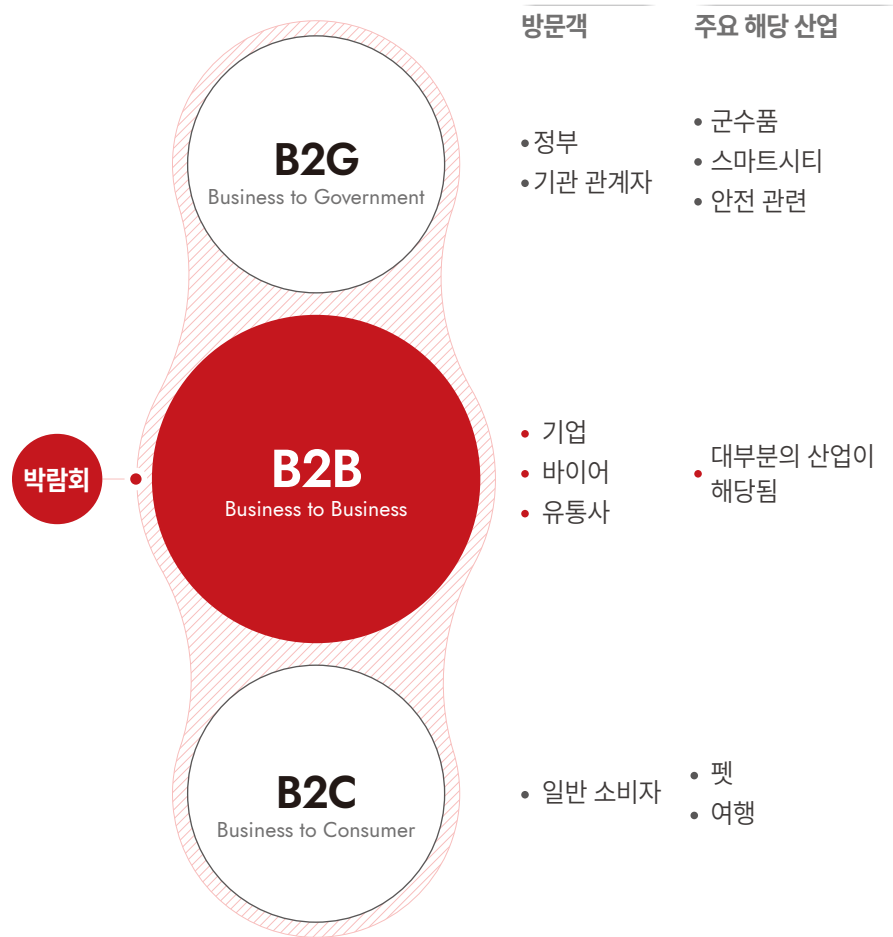 방문객
주요 해당 산업
B2G
Business to Government
정부
기관 관계자
군수품
스마트시티
안전 관련
박람회
B2B
Business to Business
기업
바이어
유통사
대부분의 산업이
해당됨
B2C
Business to Consumer
일반 소비자
펫
여행